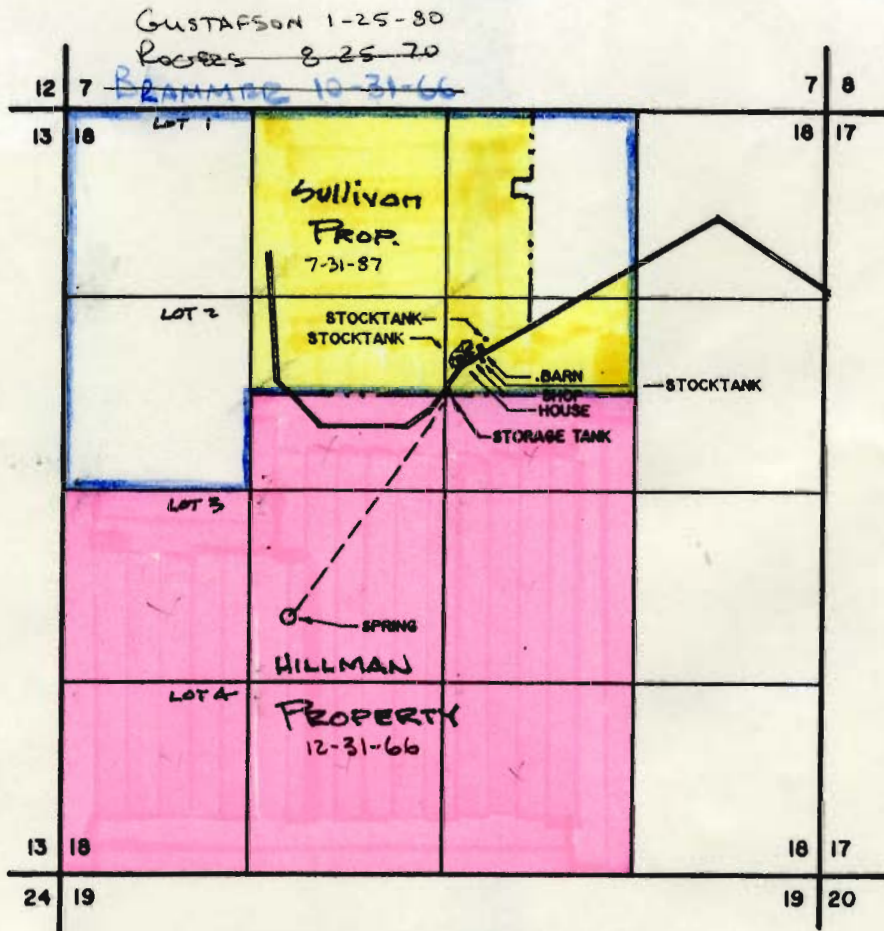 GUSTAFSON 1-25-80
ROGERS 8-25-70
BRAMMER 10-31-66
12 7
7 8
13 18
18 17
LOT 1
Sullivan
PROP.
7-31-87
LOT 2
STOCKTANK
STOCKTANK
BARN
STOCKTANK
SHOP
HOUSE
STORAGE TANK
LOT 3
SPRING
HILLMAN
LOT 4
PROPERTY
12-31-66
13 18
18 17
24 19
19 20